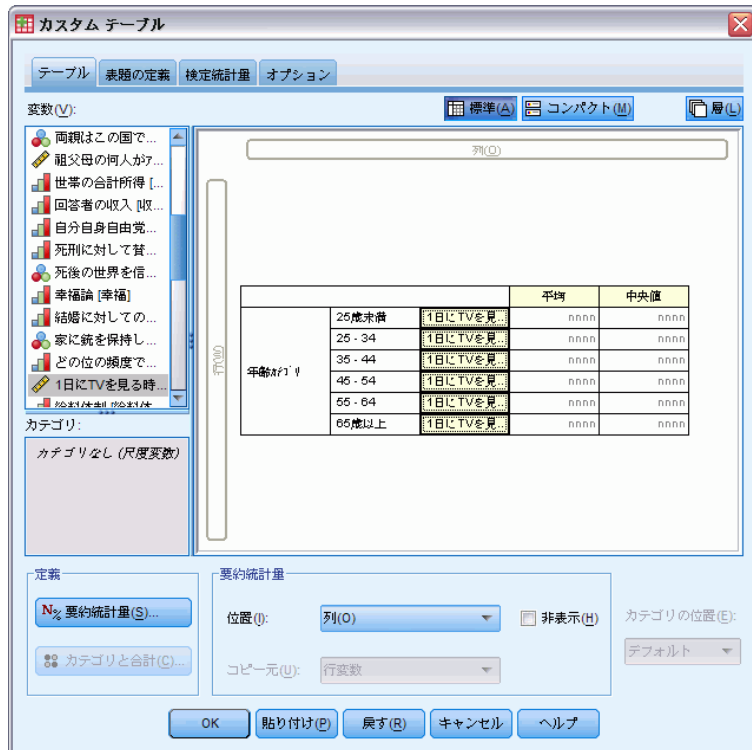 カスタム テーブル
テーブル 表題の定義 検定統計量 オプション
変数(V):
標準(A) コンパクト(M) 層(L)
両親はこの国で...
祖父母の何人がア...
世帯の合計所得 [...
回答者の収入 [収...
自分自身自由党...
死刑に対して賛...
死後の世界を信...
幸福論 [幸福]
結婚に対しての...
家に銃を保持し...
どの位の頻度で...
1日にTVを見る時...
列(O)
行(W)
平均 中央値
年齢カテゴリ
25歳未満 1日にTVを見... nnnn nnnn
25 - 34 1日にTVを見... nnnn nnnn
35 - 44 1日にTVを見... nnnn nnnn
45 - 54 1日にTVを見... nnnn nnnn
55 - 64 1日にTVを見... nnnn nnnn
65歳以上 1日にTVを見... nnnn nnnn
カテゴリ:
カテゴリなし (尺度変数)
定義
N% 要約統計量(S)...
カテゴリと合計(C)...
要約統計量
位置(I): 列(O) 非表示(H)
コピー元(U): 行変数
カテゴリの位置(E):
デフォルト
OK 貼り付け(P) 戻す(R) キャンセル ヘルプ